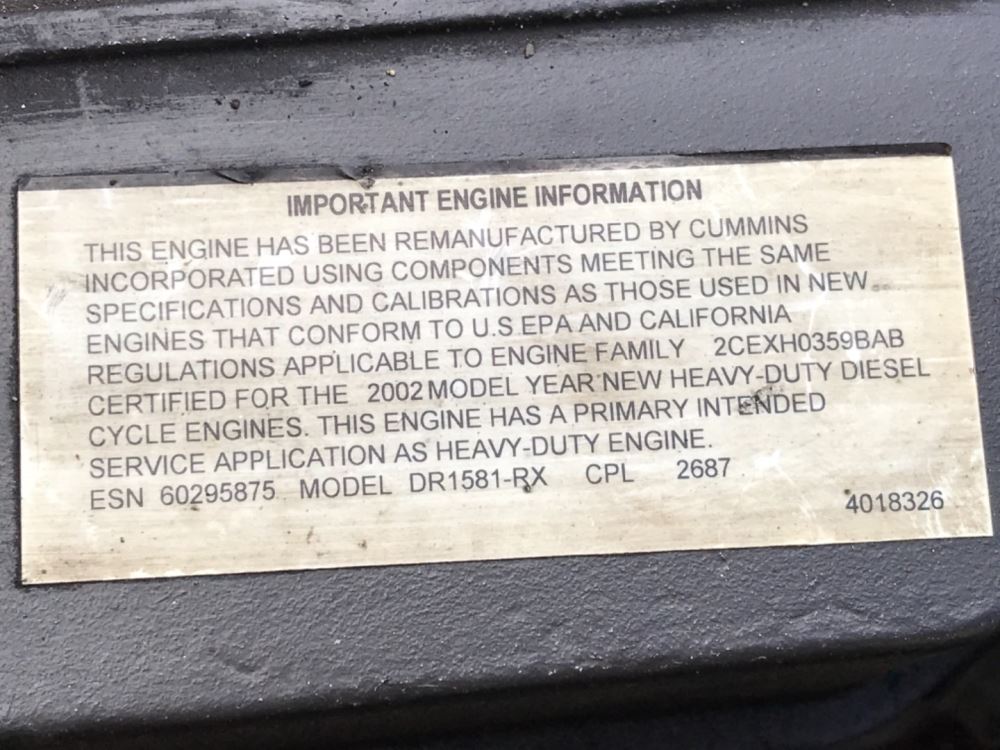 IMPORTANT ENGINE INFORMATION
THIS ENGINE HAS BEEN REMANUFACTURED BY CUMMINS
INCORPORATED USING COMPONENTS MEETING THE SAME
SPECIFICATIONS AND CALIBRATIONS AS THOSE USED IN NEW
ENGINES THAT CONFORM TO U.S.EPA AND CALIFORNIA
REGULATIONS APPLICABLE TO ENGINE FAMILY 2CEXH0359BAB
CERTIFIED FOR THE 2002 MODEL YEAR NEW HEAVY-DUTY DIESEL
CYCLE ENGINES. THIS ENGINE HAS A PRIMARY INTENDED
SERVICE APPLICATION AS HEAVY-DUTY ENGINE.
ESN 60295875 MODEL DR1581-RX CPL 2687
4018326